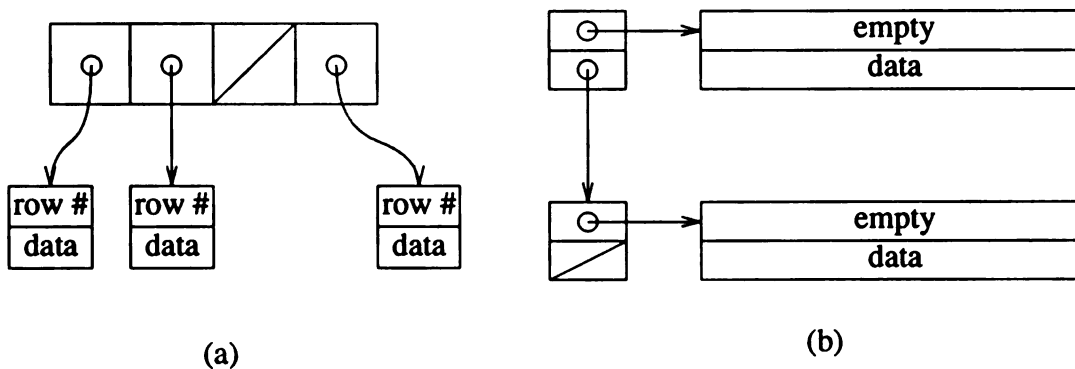 row # row # row #
data data data
(a)
empty
data
empty
data
(b)